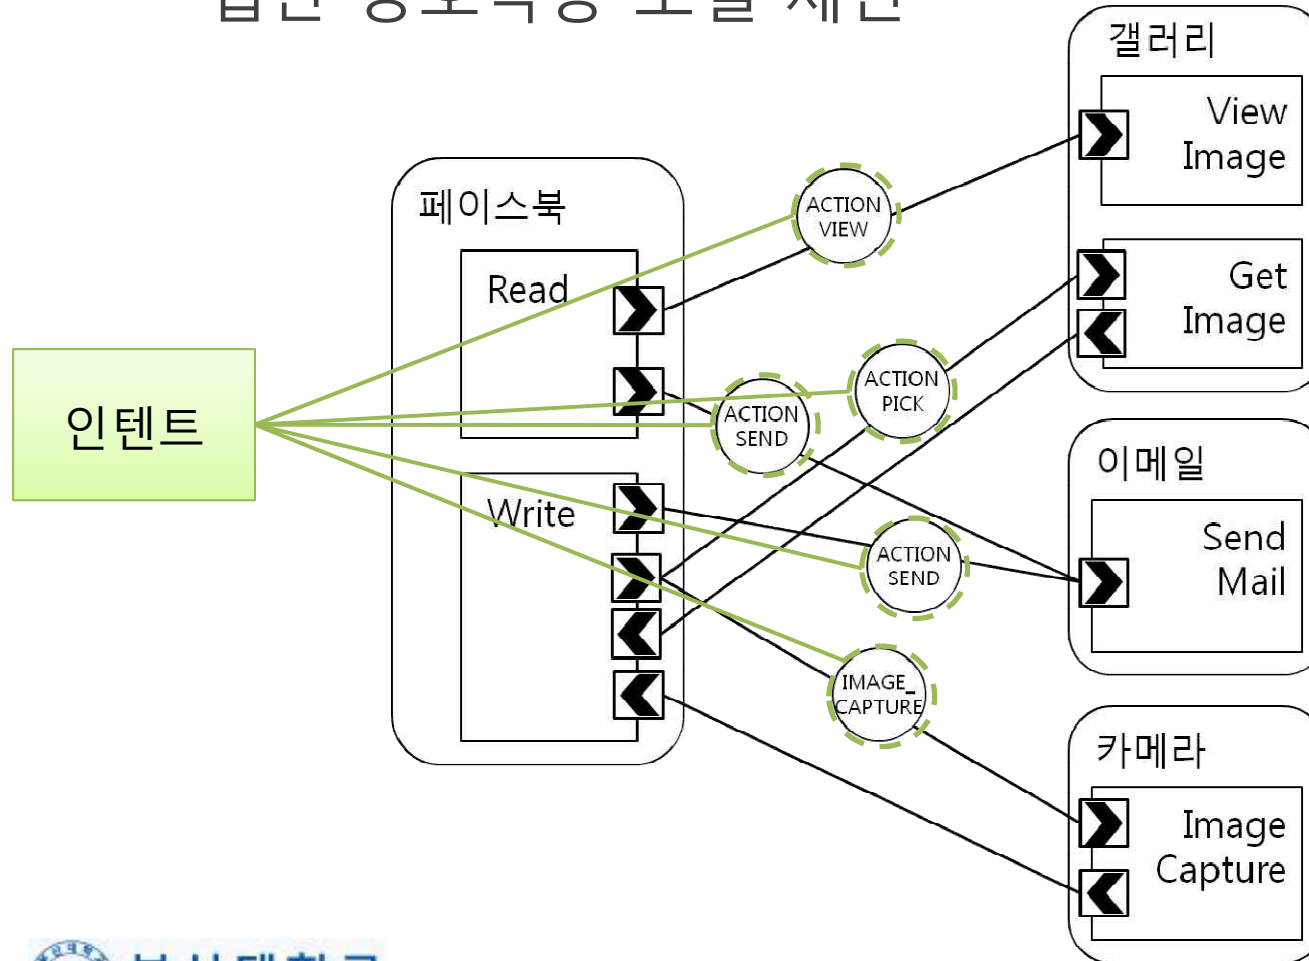 갤러리
View
Image
Get
Image
페이스북
Read
Write
인텐트
ACTION
VIEW
ACTION
PICK
ACTION
SEND
ACTION
SEND
IMAGE_
CAPTURE
이메일
Send
Mail
카메라
Image
Capture